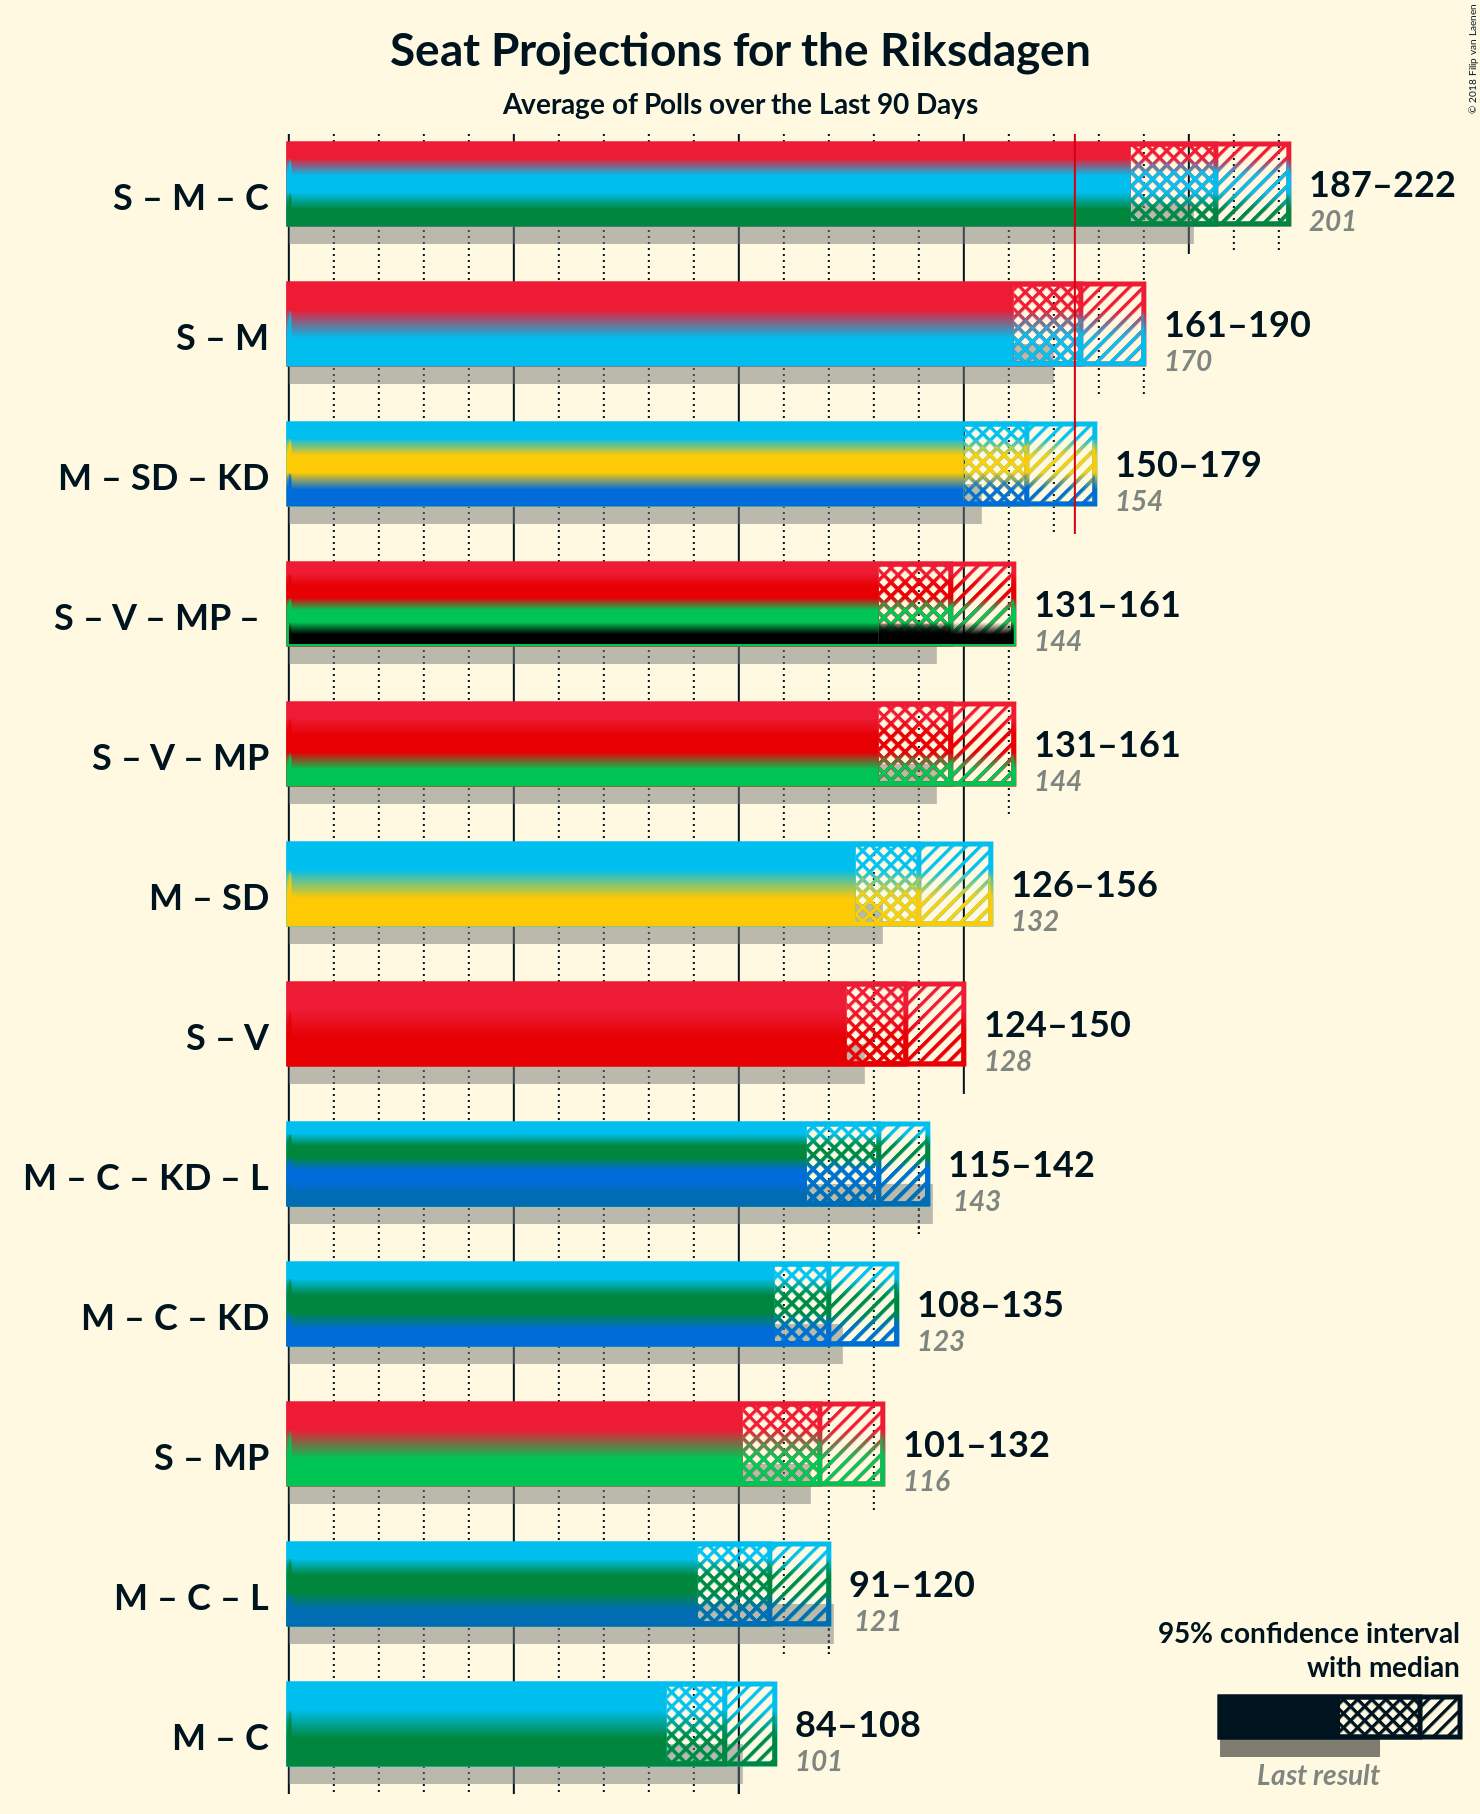 Seat Projections for the Riksdagen
Average of Polls over the Last 90 Days
© 2018 Filip van Laenen
S – M – C
187–222
201
S – M
161–190
170
M – SD – KD
150–179
154
S – V – MP –
131–161
144
S – V – MP
131–161
144
M – SD
126–156
132
S – V
124–150
128
M – C – KD – L
115–142
143
M – C – KD
108–135
123
S – MP
101–132
116
M – C – L
91–120
121
M – C
84–108
101
95% confidence interval
with median
Last result